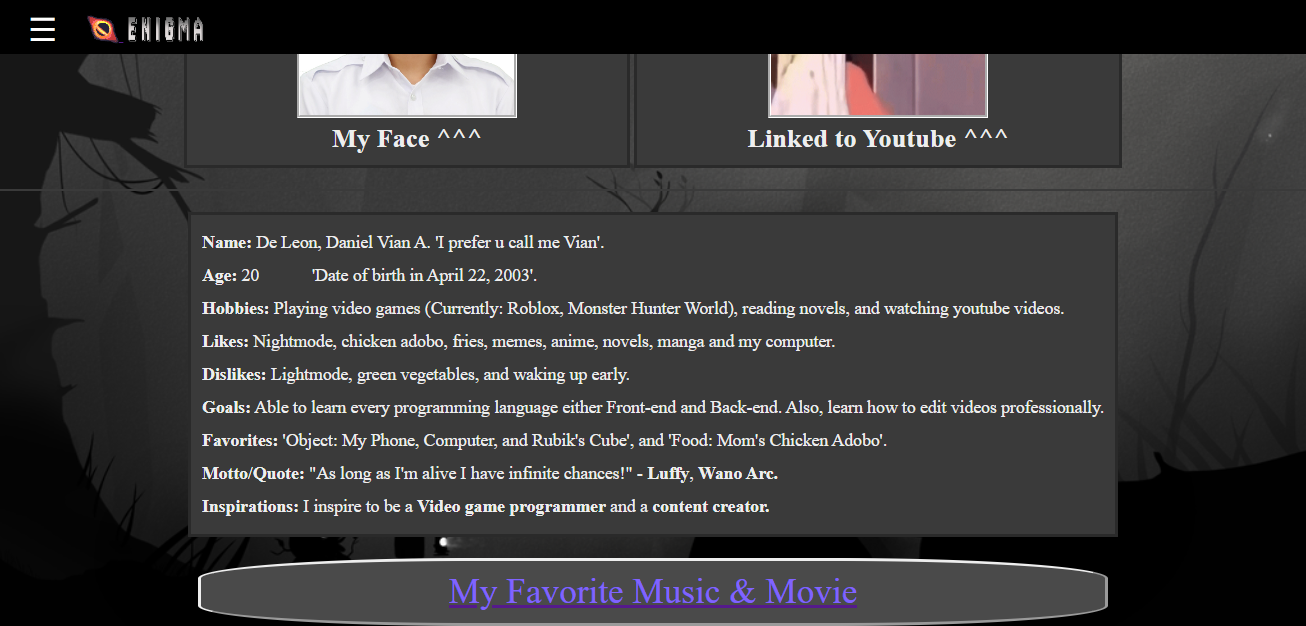 ☰ ENIGMA
My Face ^^^
Linked to Youtube ^^^
Name: De Leon, Daniel Vian A. 'I prefer u call me Vian'.
Age: 20 'Date of birth in April 22, 2003'.
Hobbies: Playing video games (Currently: Roblox, Monster Hunter World), reading novels, and watching youtube videos.
Likes: Nightmode, chicken adobo, fries, memes, anime, novels, manga and my computer.
Dislikes: Lightmode, green vegetables, and waking up early.
Goals: Able to learn every programming language either Front-end and Back-end. Also, learn how to edit videos professionally.
Favorites: 'Object: My Phone, Computer, and Rubik's Cube', and 'Food: Mom's Chicken Adobo'.
Motto/Quote: "As long as I'm alive I have infinite chances!" - Luffy, Wano Arc.
Inspirations: I inspire to be a Video game programmer and a content creator.
My Favorite Music & Movie